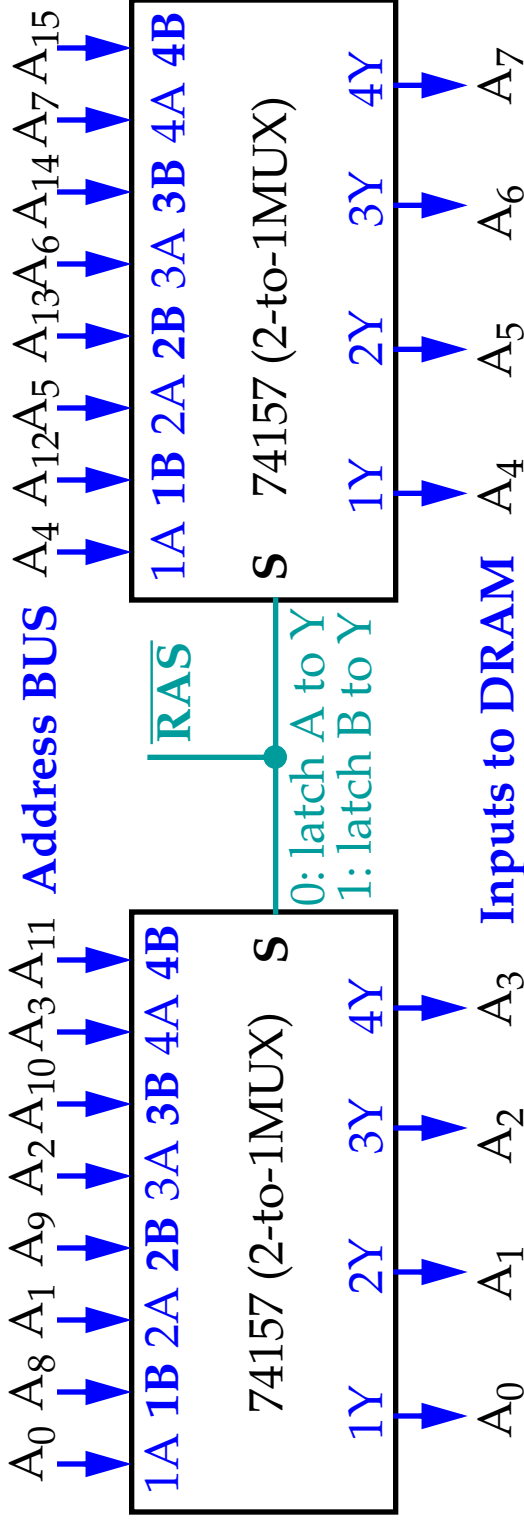 A0 A8 A1 A9 A2 A10 A3 A11 Address BUS A4 A12 A5 A13 A6 A14 A7 A15
1A 1B 2A 2B 3A 3B 4A 4B RAS 1A 1B 2A 2B 3A 3B 4A 4B
74157 (2-to-1MUX) S S 74157 (2-to-1MUX)
0: latch A to Y
1: latch B to Y
1Y 2Y 3Y 4Y 1Y 2Y 3Y 4Y
A0 A1 A2 A3 Inputs to DRAM A4 A5 A6 A7